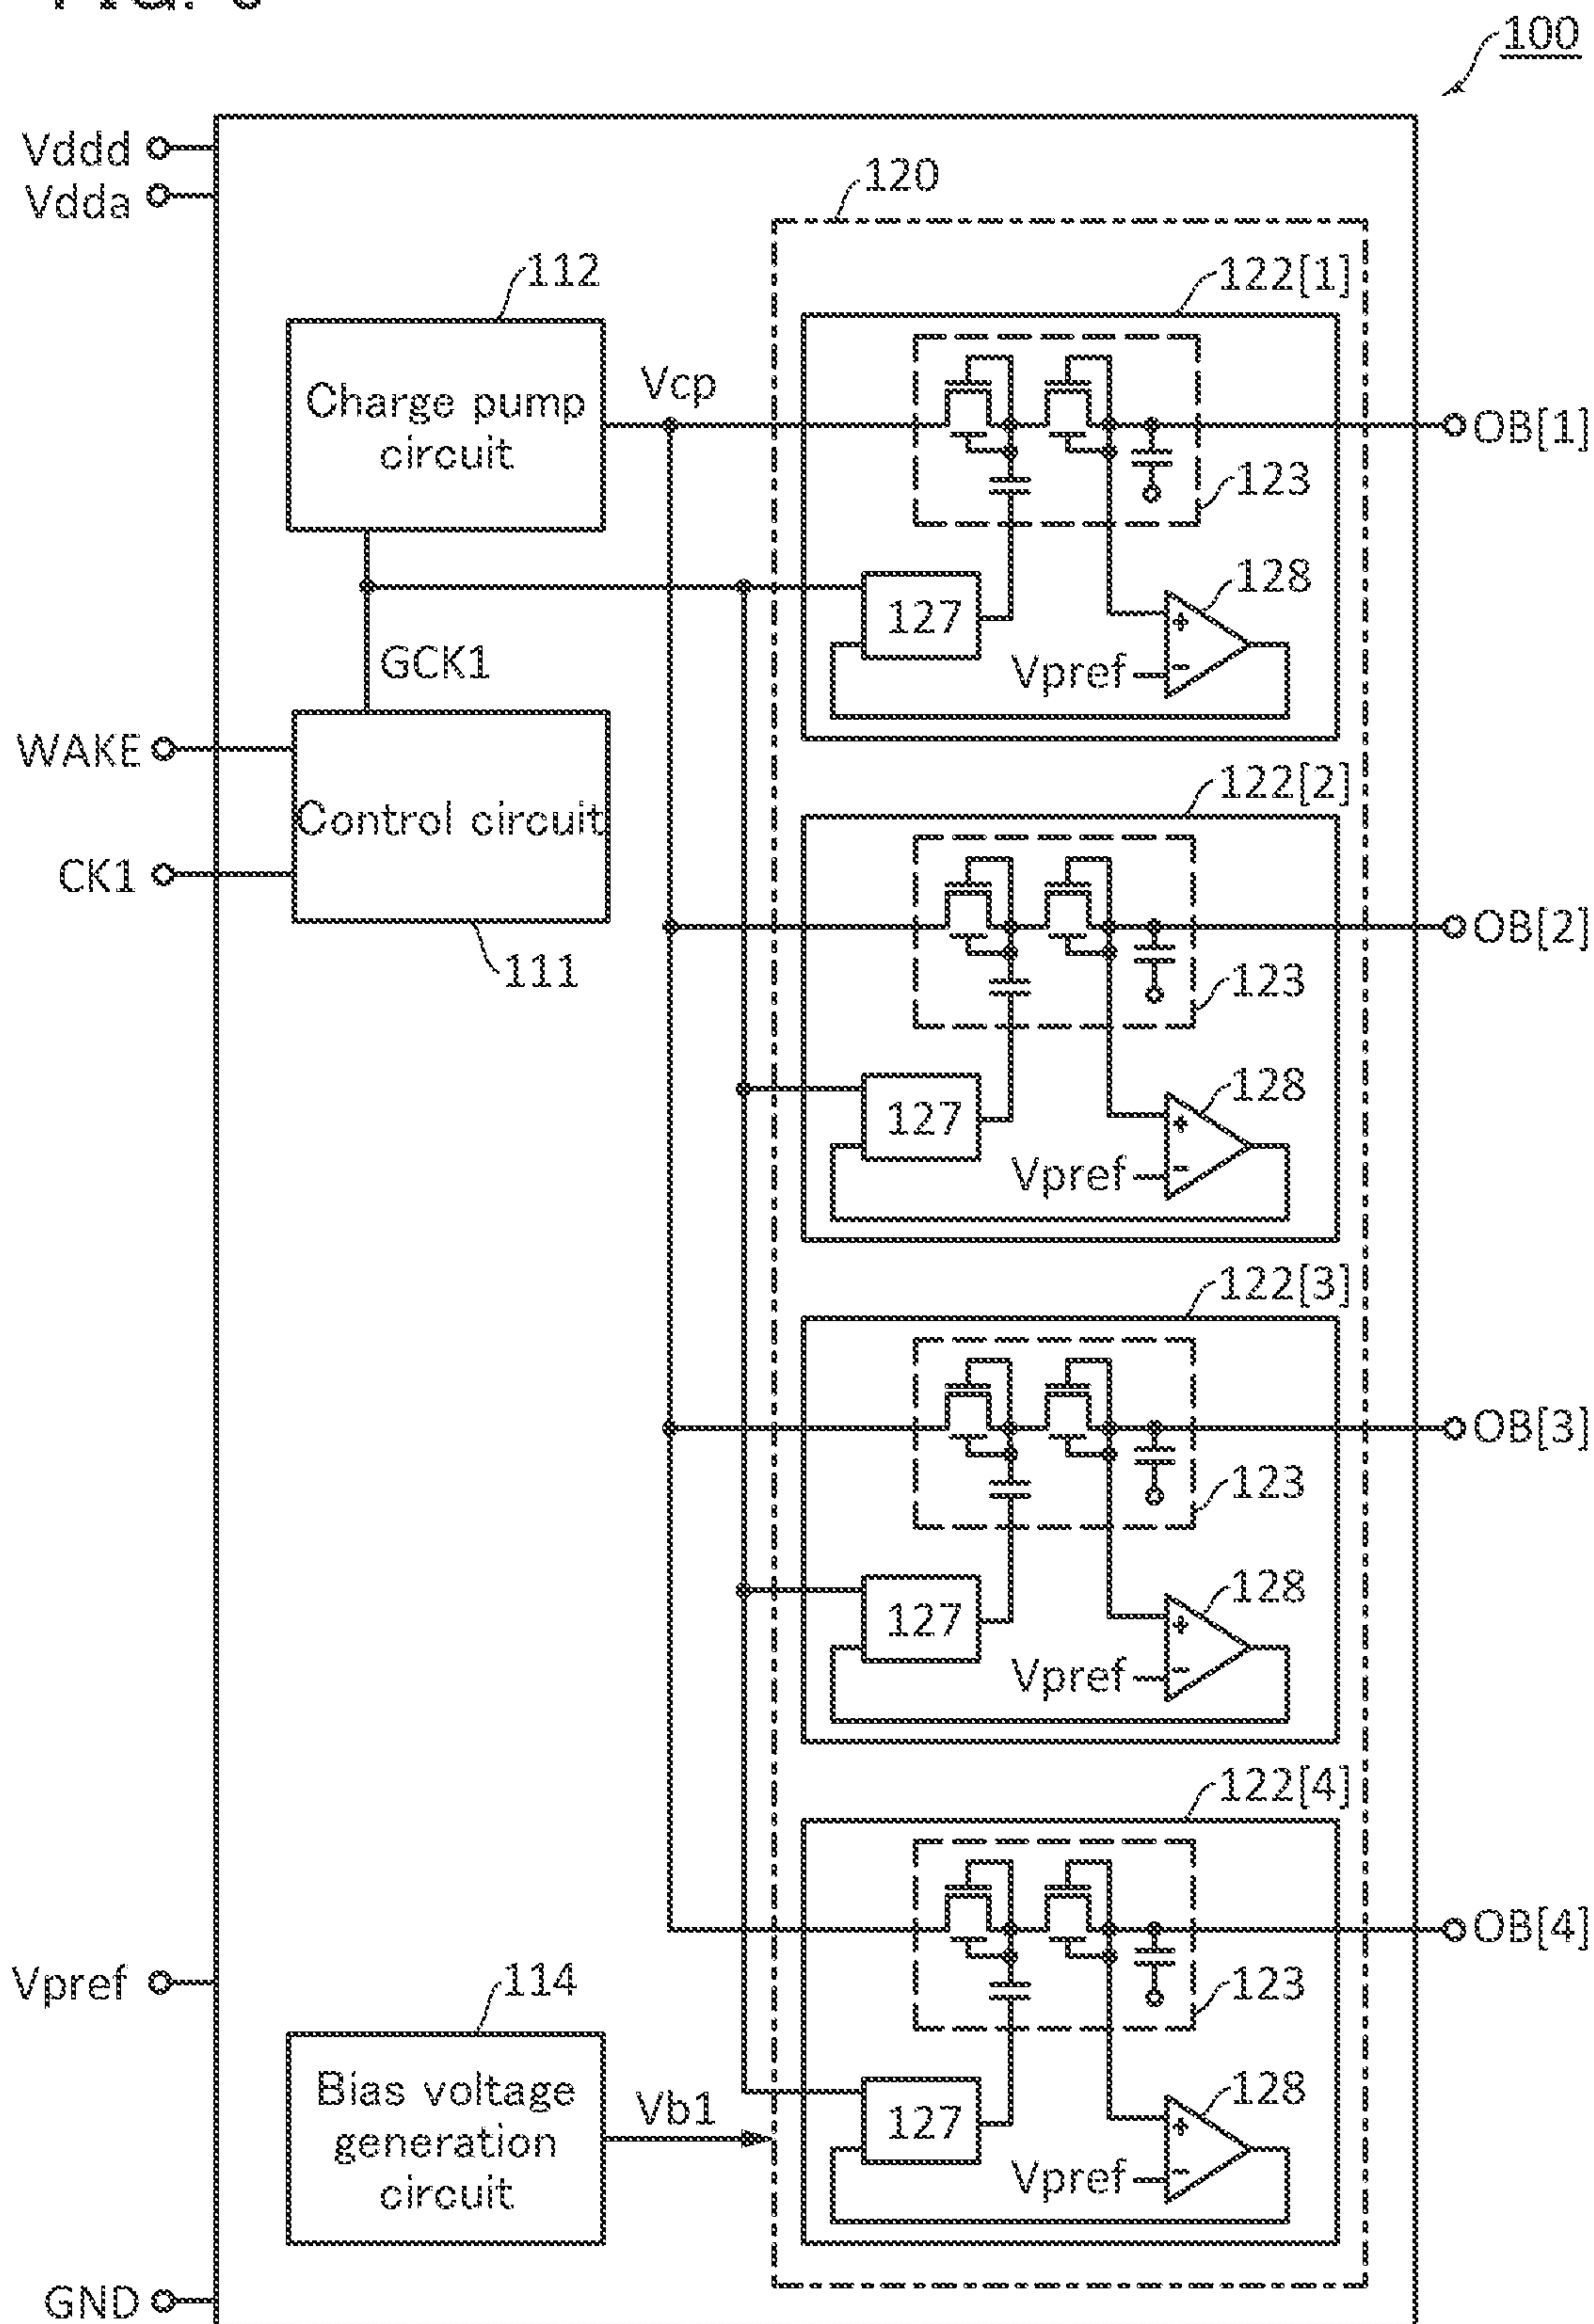 100
Vddd
Vdda
120
112
122[1]
Charge pump
circuit
Vcp
OB[1]
123
127
128
Vpref
+
-
GCK1
WAKE
Control circuit
CK1
111
122[2]
OB[2]
123
127
128
Vpref
+
-
122[3]
OB[3]
123
127
128
Vpref
+
-
122[4]
OB[4]
123
127
128
Vpref
+
-
Vpref
114
Bias voltage
generation
circuit
Vb1
GND